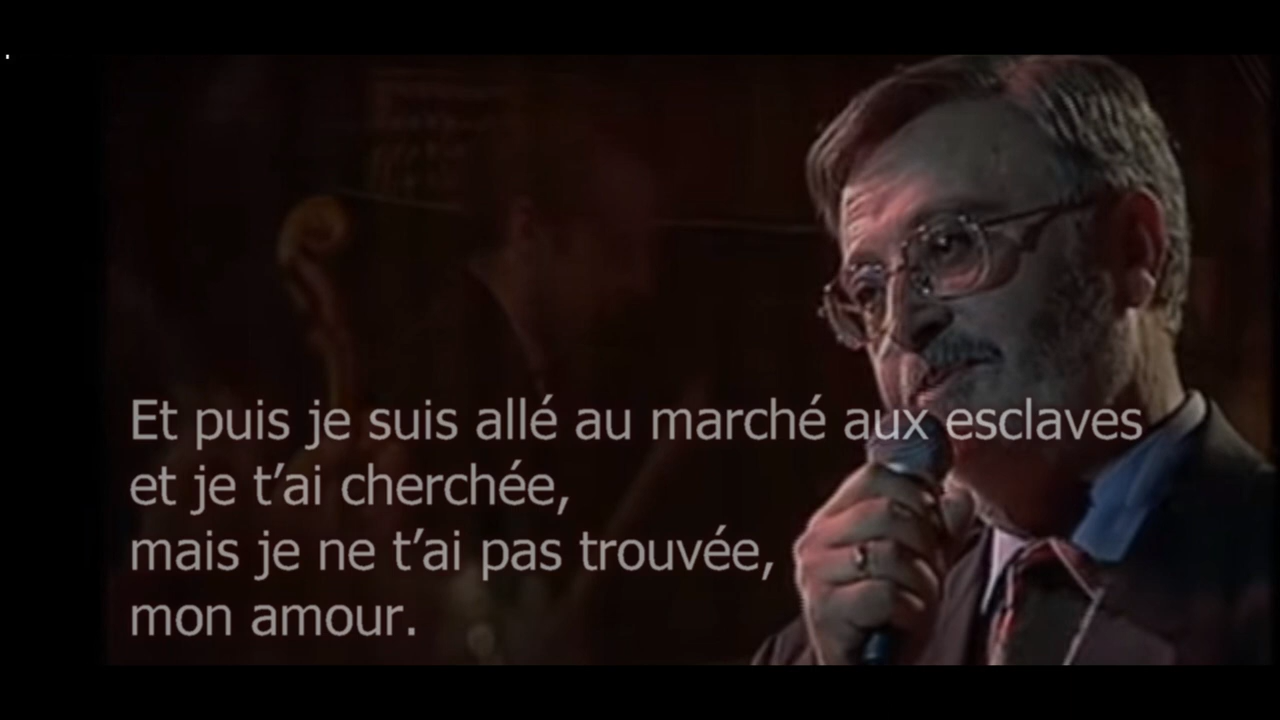 Et puis je suis allé au marché aux esclaves
et je t’ai cherchée,
mais je ne t’ai pas trouvée,
mon amour.